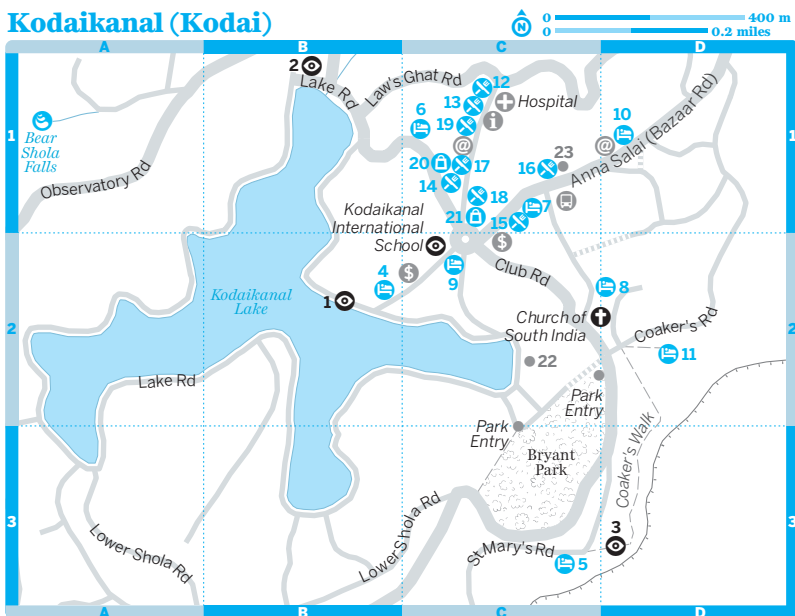 Kodaikanal (Kodai)
N
0 400 m
0 0.2 miles
A B C D
1
2
3
1
2
3
A B C D
2
Lake Rd
Law's Ghat Rd
12
13
Hospital
i
19
6
10
@
@
Bear
Shola
Falls
Observatory Rd
20
17
14
16
23
Anna Salai (Bazaar Rd)
18
21
7
15
Kodaikanal
International
School
$
$
4
9
Club Rd
8
1
Kodaikanal
Lake
Church of
South India
Coaker's Rd
11
22
Lake Rd
Park
Entry
Park
Entry
Bryant
Park
Coaker's Walk
3
Lower Shola Rd
Lower Shola Rd
St Mary's Rd
5